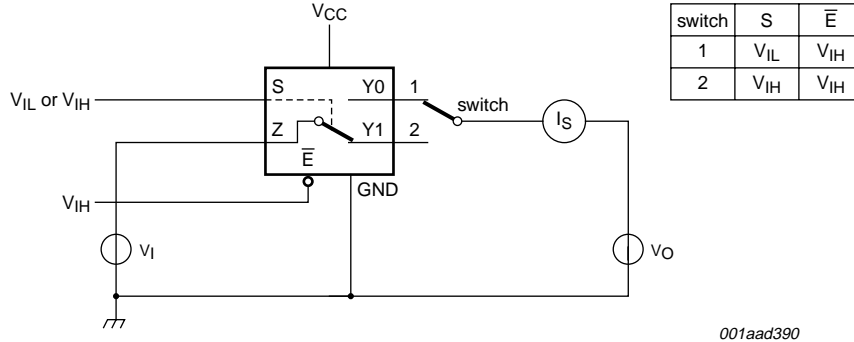 VCC
switch S E̅
1 VIL VIH
2 VIH VIH
S Y0 1
VIL or VIH
switch
IS
Z Y1 2
E̅
GND
VIH
VI
VO
001aad390